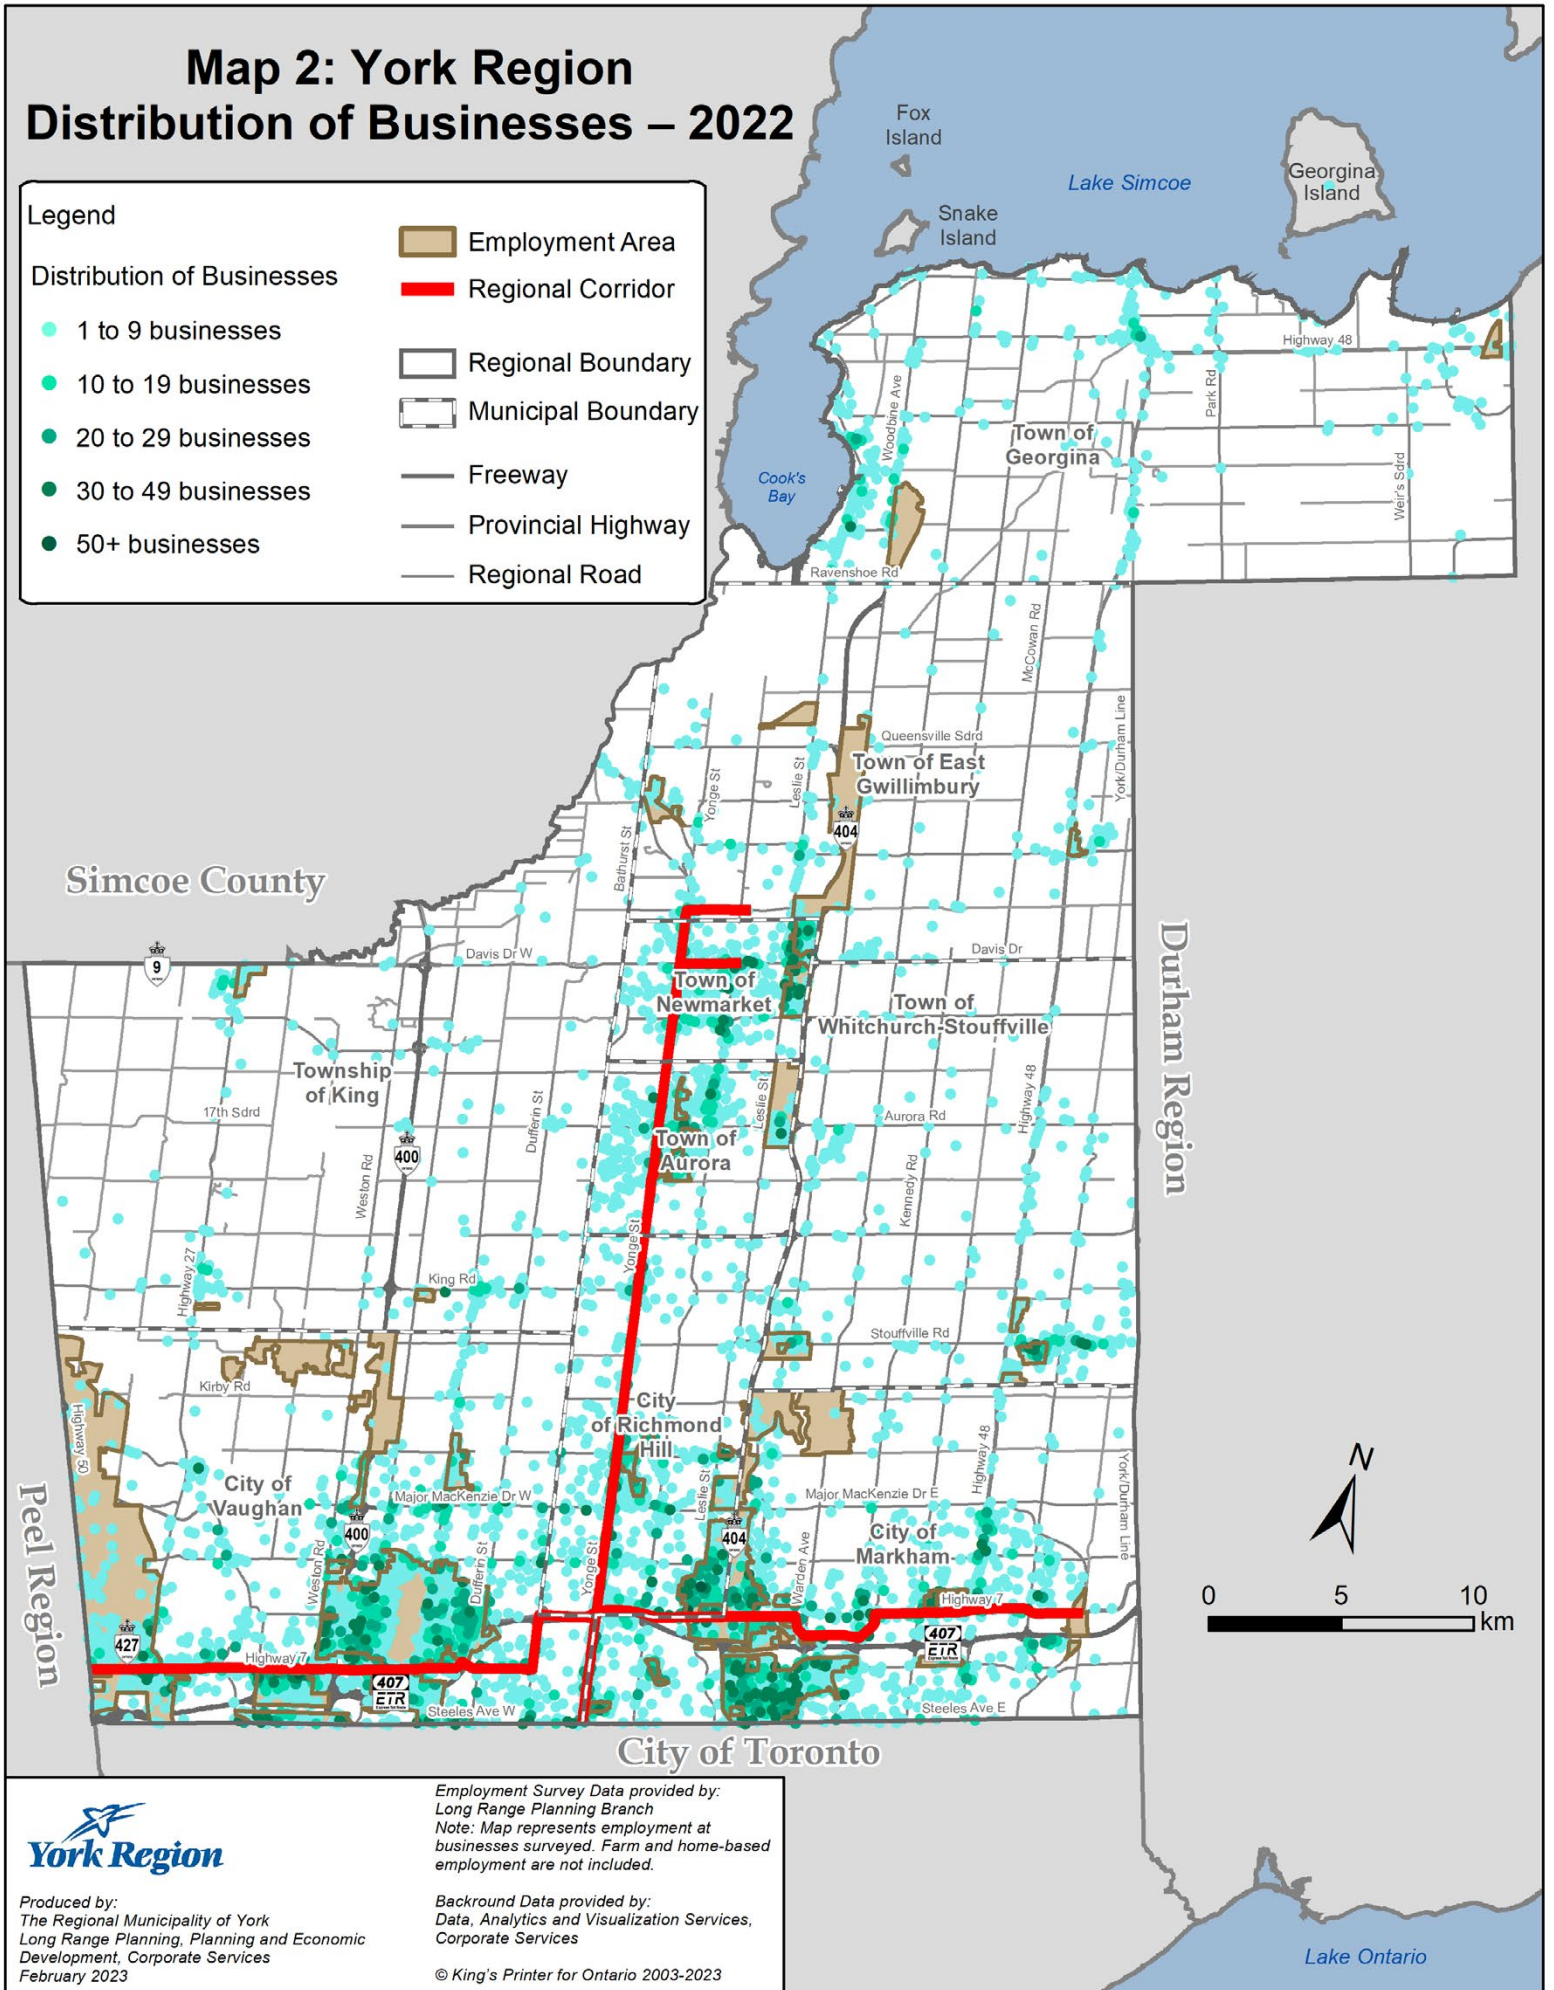 Map 2: York Region
Distribution of Businesses – 2022
Legend
Distribution of Businesses
1 to 9 businesses
10 to 19 businesses
20 to 29 businesses
30 to 49 businesses
50+ businesses
Employment Area
Regional Corridor
Regional Boundary
Municipal Boundary
Freeway
Provincial Highway
Regional Road
Fox
Island
Snake
Island
Lake Simcoe
Georgina
Island
Highway 48
Woodbine Ave
Park Rd
Town of
Georgina
Weir's Sdrd
Cook's
Bay
Ravenshoe Rd
McCowan Rd
Queensville Sdrd
Town of East
Gwillimbury
York/Durham Line
Yonge St
Leslie St
404
Bathurst St
Simcoe County
9
Davis Dr W
Davis Dr
Town of
Newmarket
Town of
Whitchurch-Stouffville
Durham Region
Township
of King
17th Sdrd
Dufferin St
Leslie St
Aurora Rd
Highway 48
400
Town of
Aurora
Weston Rd
Kennedy Rd
Yonge St
Highway 27
King Rd
Stouffville Rd
Kirby Rd
City
of Richmond
Hill
Highway 50
City of
Vaughan
Major MacKenzie Dr W
Leslie St
Major MacKenzie Dr E
Highway 48
York/Durham Line
N
Peel Region
400
404
City of
Markham
Weston Rd
Dufferin St
Yonge St
Warden Ave
0 5 10
km
Highway 7
427
407
ETR
Highway 7
407
ETR
Steeles Ave W
Steeles Ave E
City of Toronto
York Region
Produced by:
The Regional Municipality of York
Long Range Planning, Planning and Economic
Development, Corporate Services
February 2023
Employment Survey Data provided by:
Long Range Planning Branch
Note: Map represents employment at
businesses surveyed. Farm and home-based
employment are not included.
Backround Data provided by:
Data, Analytics and Visualization Services,
Corporate Services
© King's Printer for Ontario 2003-2023
Lake Ontario